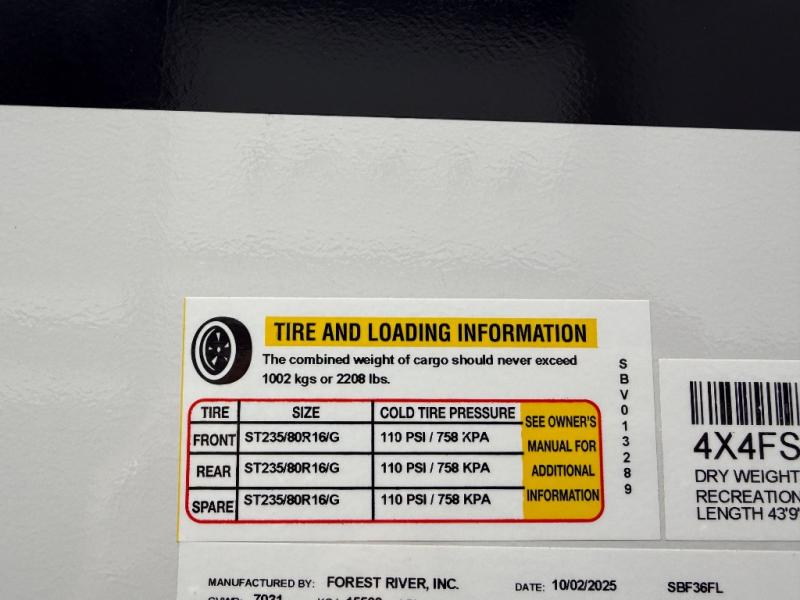 TIRE AND LOADING INFORMATION
The combined weight of cargo should never exceed
1002 kgs or 2208 lbs.
TIRE SIZE COLD TIRE PRESSURE
FRONT ST235/80R16/G 110 PSI / 758 KPA
REAR ST235/80R16/G 110 PSI / 758 KPA
SPARE ST235/80R16/G 110 PSI / 758 KPA
SEE OWNER'S
MANUAL FOR
ADDITIONAL
INFORMATION
SBV013289
4X4FS
DRY WEIGHT
RECREATION
LENGTH 43'9"
MANUFACTURED BY: FOREST RIVER, INC. DATE: 10/02/2025 SBF36FL
7031